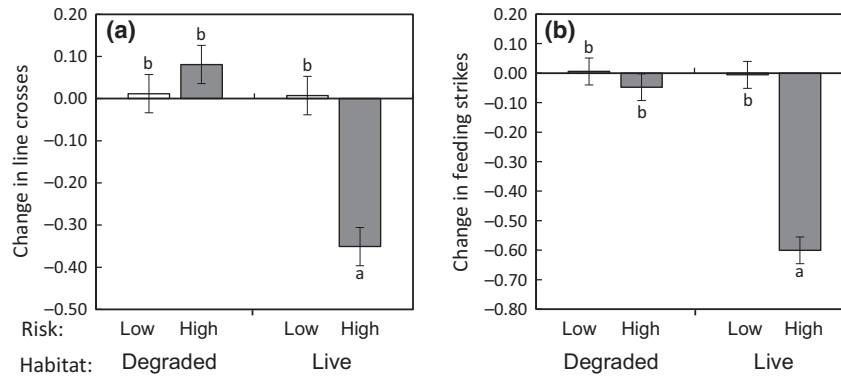 (a)
Change in line crosses
0.20
0.10
0.00
–0.10
–0.20
–0.30
–0.40
–0.50
b
b
b
a
Risk: Low High Low High
Habitat: Degraded Live
(b)
Change in feeding strikes
0.20
0.10
0.00
–0.10
–0.20
–0.30
–0.40
–0.50
–0.60
–0.70
–0.80
b
b
b
a
Low High Low High
Degraded Live